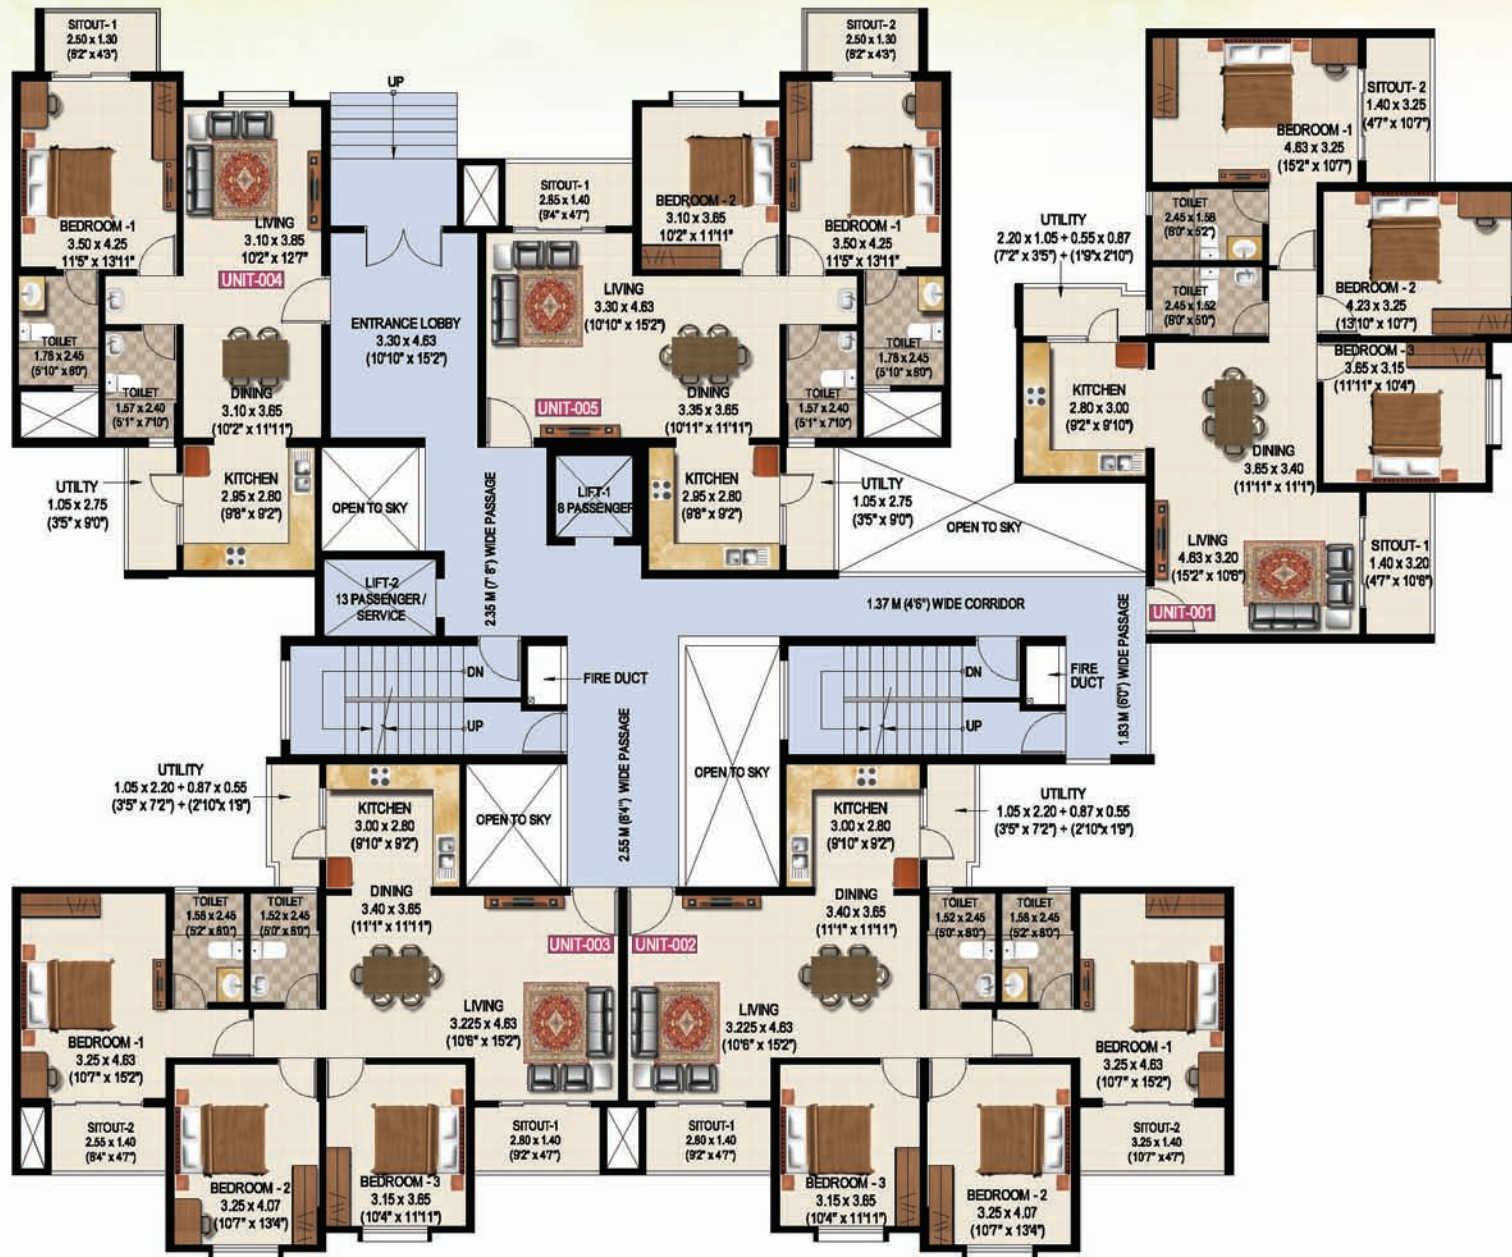 SITOUT- 1
2.50 x 1.30
(8'2" x 4'3")
BEDROOM -1
3.50 x 4.25
11'5" x 13'11"
LIVING
3.10 x 3.85
10'2" x 12'7"
UNIT-004
TOILET
1.78 x 2.45
(5'10" x 8'0")
TOILET
1.57 x 2.40
(5'1" x 7'10")
DINING
3.10 x 3.65
(10'2" x 11'11")
KITCHEN
2.95 x 2.80
(9'8" x 9'2")
UTILTY
1.05 x 2.75
(3'5" x 9'0")
UP
ENTRANCE LOBBY
3.30 x 4.63
(10'10" x 15'2")
OPEN TO SKY
LIFT-2
13 PASSENGER /
SERVICE
2.35 M (7' 8") WIDE PASSAGE
LIFT-1
8 PASSENGER
SITOUT- 1
2.85 x 1.40
(9'4" x 4'7")
SITOUT- 2
2.50 x 1.30
(8'2" x 4'3")
BEDROOM - 2
3.10 x 3.65
10'2" x 11'11"
BEDROOM -1
3.50 x 4.25
11'5" x 13'11"
LIVING
3.30 x 4.63
(10'10" x 15'2")
UNIT-005
DINING
3.35 x 3.65
(10'11" x 11'11")
TOILET
1.78 x 2.45
(5'10" x 8'0")
TOILET
1.57 x 2.40
(5'1" x 7'10")
KITCHEN
2.95 x 2.80
(9'8" x 9'2")
UTILTY
1.05 x 2.75
(3'5" x 9'0")
OPEN TO SKY
SITOUT- 2
1.40 x 3.25
(4'7" x 10'7")
BEDROOM -1
4.63 x 3.25
(15'2" x 10'7")
TOILET
2.45 x 1.58
(8'0" x 5'2")
UTILITY
2.20 x 1.05 + 0.55 x 0.87
(7'2" x 3'5") + (1'9"x 2'10")
TOILET
2.45 x 1.52
(8'0" x 5'0")
BEDROOM - 2
4.23 x 3.25
(13'10" x 10'7")
BEDROOM - 3
3.65 x 3.15
(11'11" x 10'4")
KITCHEN
2.80 x 3.00
(9'2" x 9'10")
DINING
3.65 x 3.40
(11'11" x 11'1")
LIVING
4.63 x 3.20
(15'2" x 10'6")
SITOUT- 1
1.40 x 3.20
(4'7" x 10'6")
UNIT-001
1.37 M (4'6") WIDE CORRIDOR
1.83 M (6'0") WIDE PASSAGE
DN
FIRE DUCT
UP
2.55 M (8'4") WIDE PASSAGE
OPEN TO SKY
DN
FIRE
DUCT
UP
UTILITY
1.05 x 2.20 + 0.87 x 0.55
(3'5" x 7'2") + (2'10"x 1'9")
KITCHEN
3.00 x 2.80
(9'10" x 9'2")
OPEN TO SKY
DINING
3.40 x 3.65
(11'1" x 11'11")
TOILET
1.58 x 2.45
(5'2" x 8'0")
TOILET
1.52 x 2.45
(5'0" x 8'0")
UNIT-003
LIVING
3.225 x 4.63
(10'6" x 15'2")
BEDROOM -1
3.25 x 4.63
(10'7" x 15'2")
SITOUT-2
2.55 x 1.40
(8'4" x 4'7")
BEDROOM - 2
3.25 x 4.07
(10'7" x 13'4")
BEDROOM - 3
3.15 x 3.65
(10'4" x 11'11")
SITOUT-1
2.80 x 1.40
(9'2" x 4'7")
KITCHEN
3.00 x 2.80
(9'10" x 9'2")
UTILITY
1.05 x 2.20 + 0.87 x 0.55
(3'5" x 7'2") + (2'10"x 1'9")
DINING
3.40 x 3.65
(11'1" x 11'11")
TOILET
1.52 x 2.45
(5'0" x 8'0")
TOILET
1.58 x 2.45
(5'2" x 8'0")
UNIT-002
LIVING
3.225 x 4.63
(10'6" x 15'2")
BEDROOM -1
3.25 x 4.63
(10'7" x 15'2")
SITOUT-1
2.80 x 1.40
(9'2" x 4'7")
SITOUT-2
3.25 x 1.40
(10'7" x 4'7")
BEDROOM - 3
3.15 x 3.65
(10'4" x 11'11")
BEDROOM - 2
3.25 x 4.07
(10'7" x 13'4")